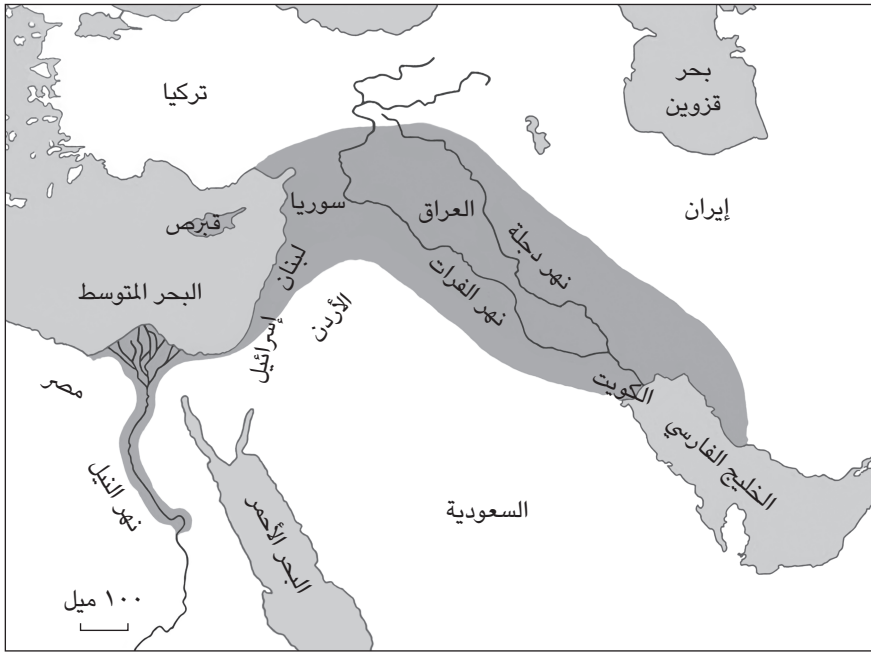 تركيا
بحر
قزوين
إيران
سوريا
العراق
قبرص
نهر دجلة
لبنان
نهر الفرات
البحر المتوسط
الأردن
إسرائيل
مصر
الكويت
الخليج الفارسي
نهر النيل
السعودية
البحر الأحمر
١٠٠ ميل